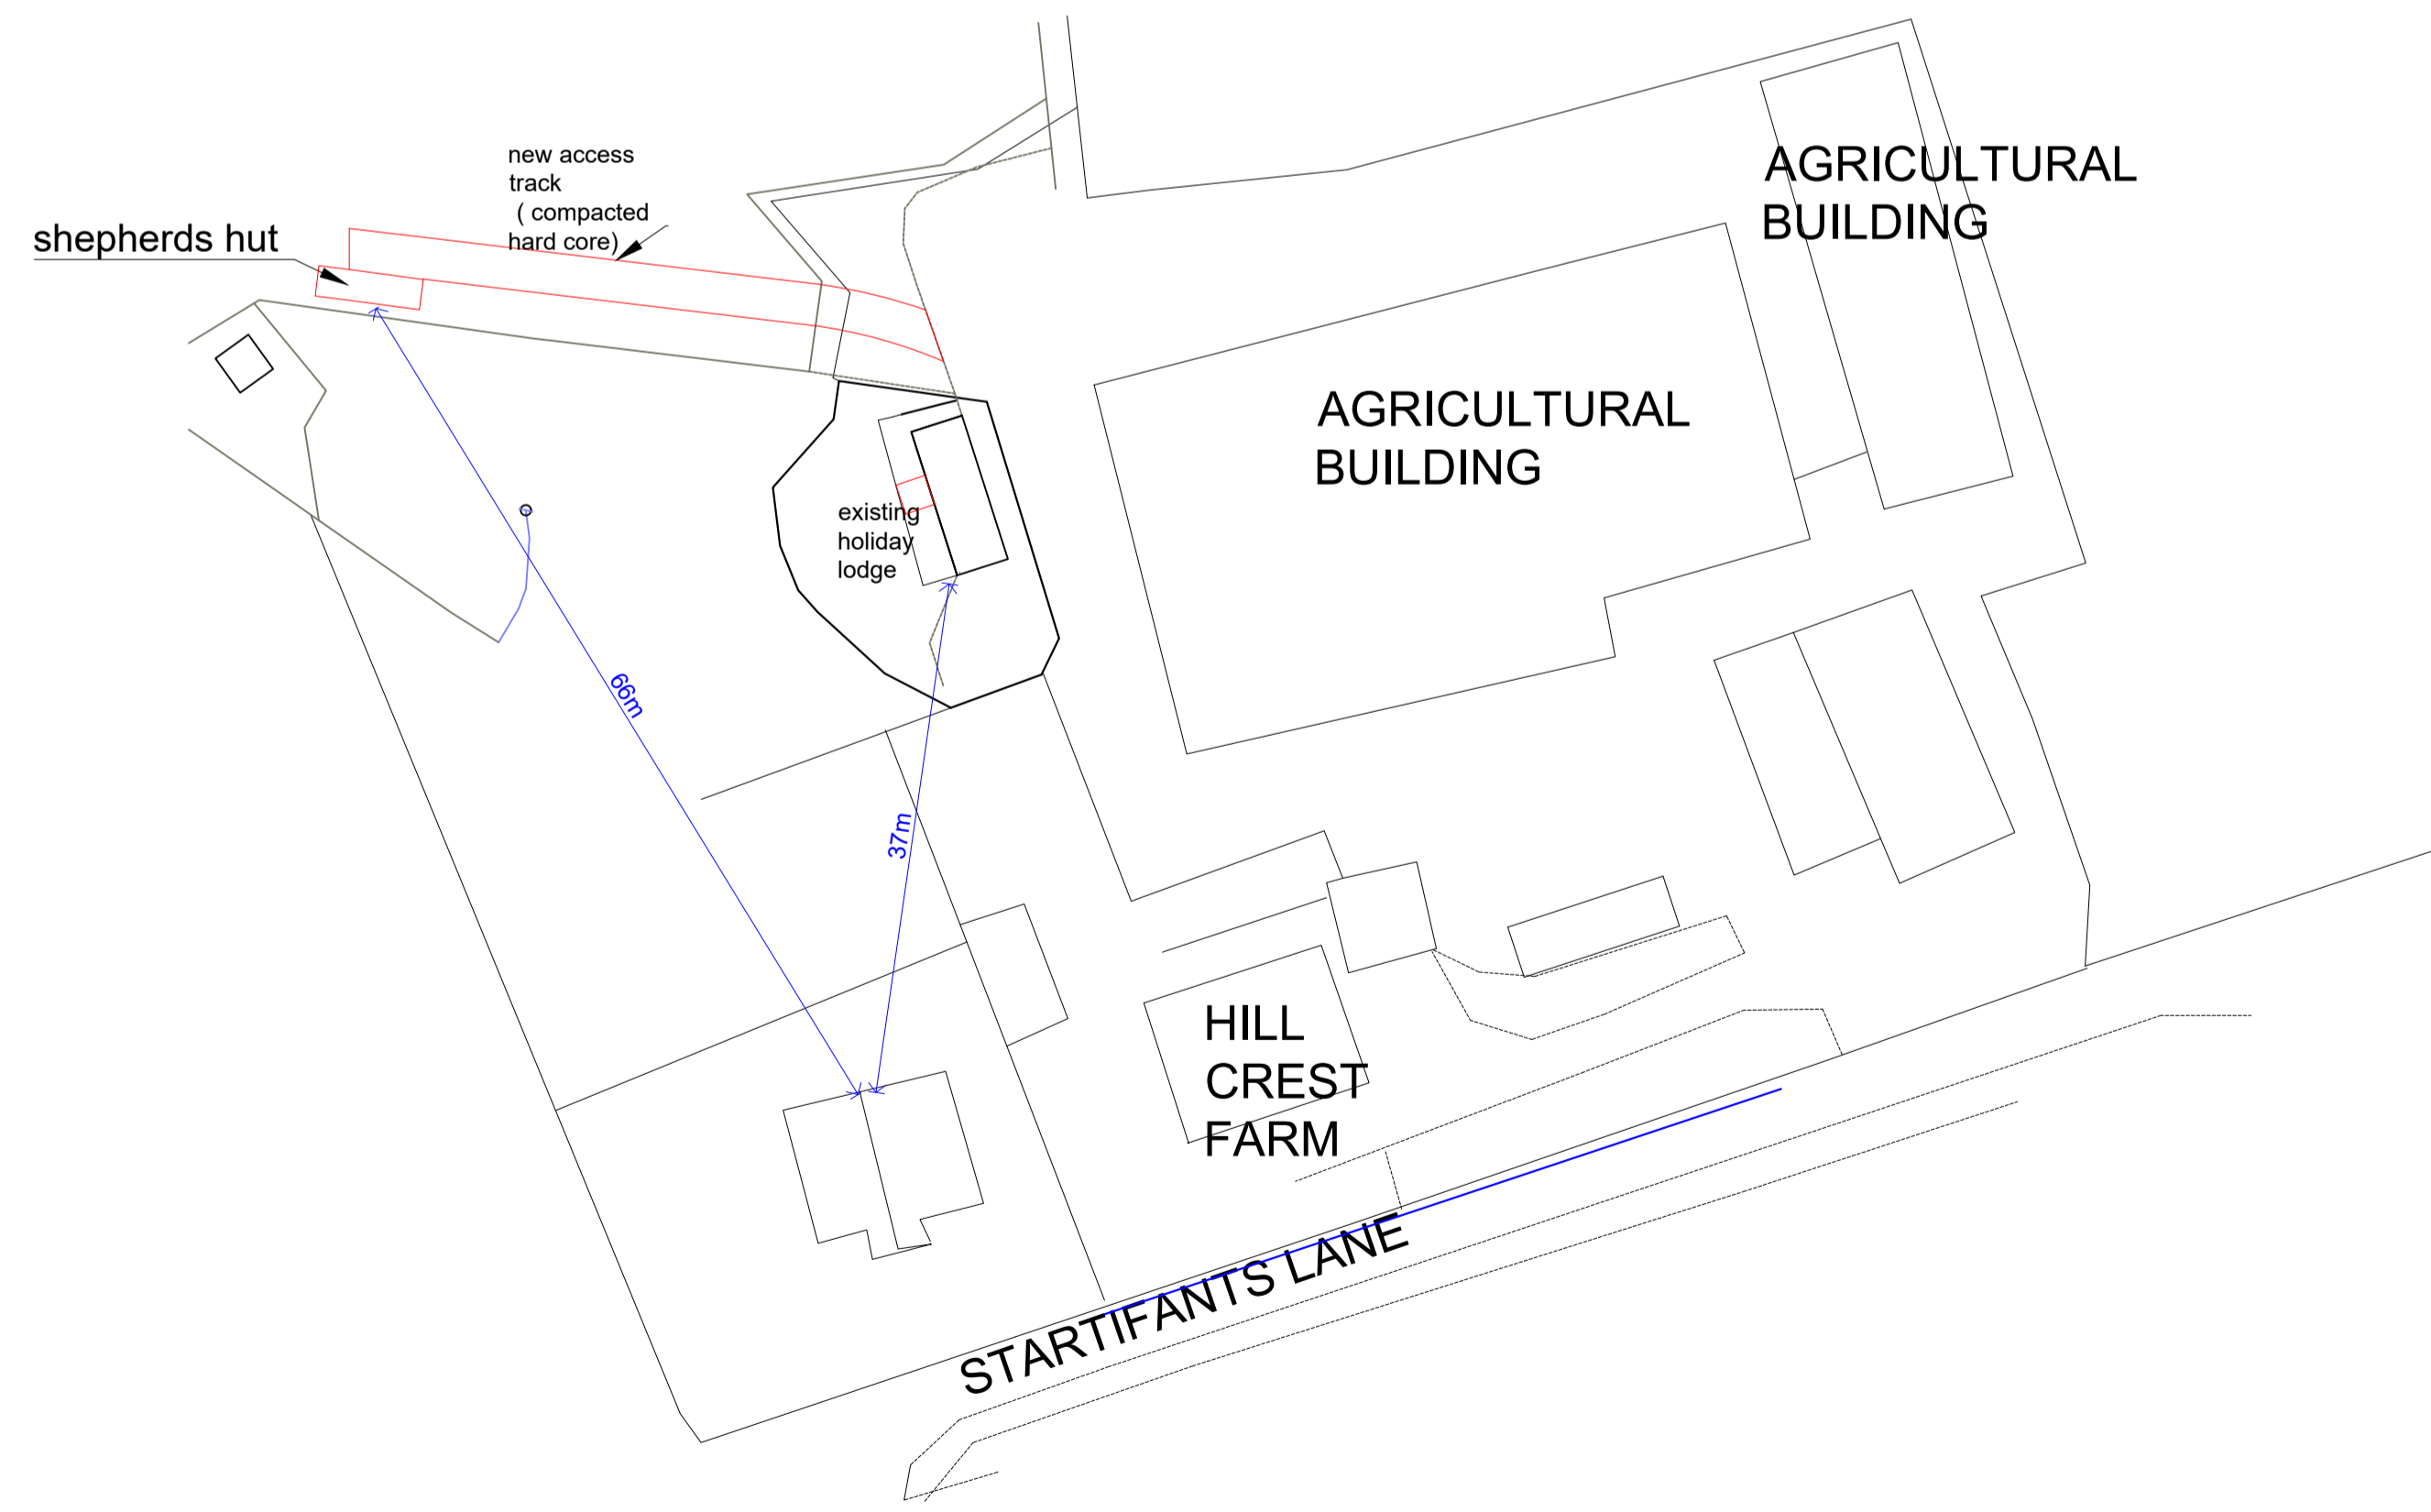 new access
track
( compacted
hard core)
shepherds hut
AGRICULTURAL
BUILDING
AGRICULTURAL
BUILDING
existing
holiday
lodge
66m
37m
HILL
CREST
FARM
STARTIFANTS LANE